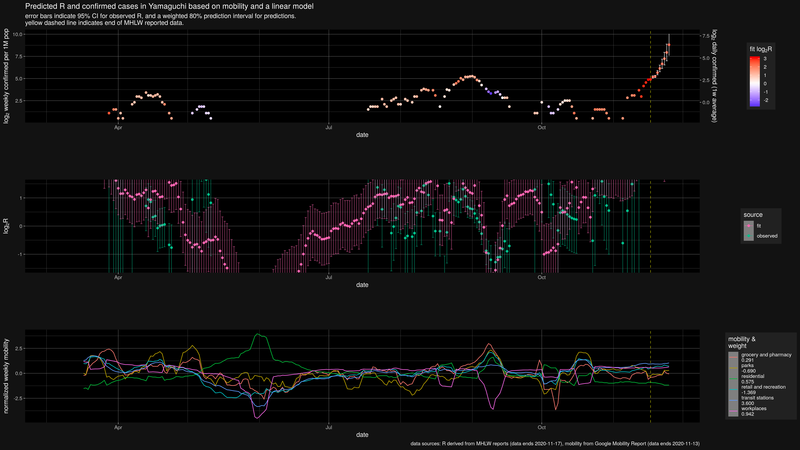 Predicted R and confirmed cases in Yamaguchi based on mobility and a linear model
error bars indicate 95% CI for observed R, and a weighted 80% prediction interval for predictions.
yellow dashed line indicates end of MHLW reported data.
log₂ weekly confirmed per 1M pop
10.0
7.5
5.0
2.5
7.5
5.0
2.5
0.0
log₂ daily confirmed (1w average)
Apr
Jul
Oct
date
fit log₂R
3
2
1
0
-1
-2
log₂R
1
0
-1
Apr
Jul
Oct
date
source
fit
observed
normalised weekly mobility
2.5
0.0
-2.5
Apr
Jul
Oct
date
mobility &
weight
grocery and pharmacy
0.291
parks
-0.690
residential
0.575
retail and recreation
-1.369
transit stations
3.600
workplaces
0.942
data sources: R derived from MHLW reports (data ends 2020-11-17), mobility from Google Mobility Report (data ends 2020-11-13)